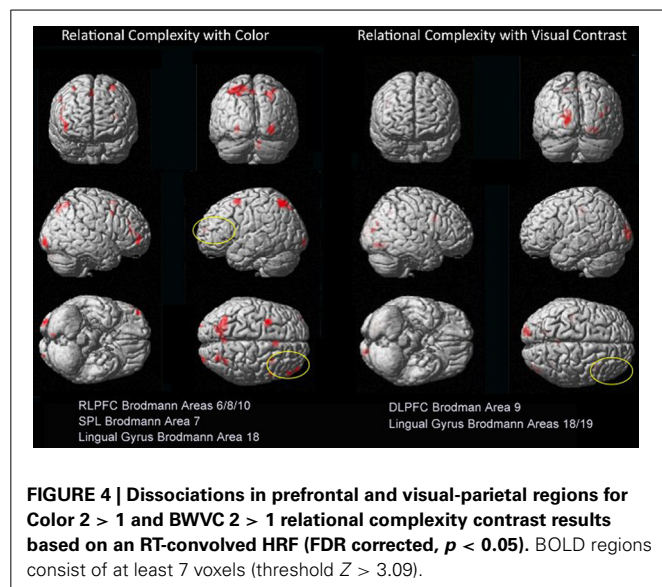 Relational Complexity with Color
Relational Complexity with Visual Contrast
RLPFC Brodmann Areas 6/8/10
SPL Brodmann Area 7
Lingual Gyrus Brodmann Area 18
DLPFC Brodman Area 9
Lingual Gyrus Brodmann Areas 18/19
FIGURE 4 | Dissociations in prefrontal and visual-parietal regions for
Color 2 > 1 and BWVC 2 > 1 relational complexity contrast results
based on an RT-convolved HRF (FDR corrected, p < 0.05). BOLD regions
consist of at least 7 voxels (threshold Z > 3.09).